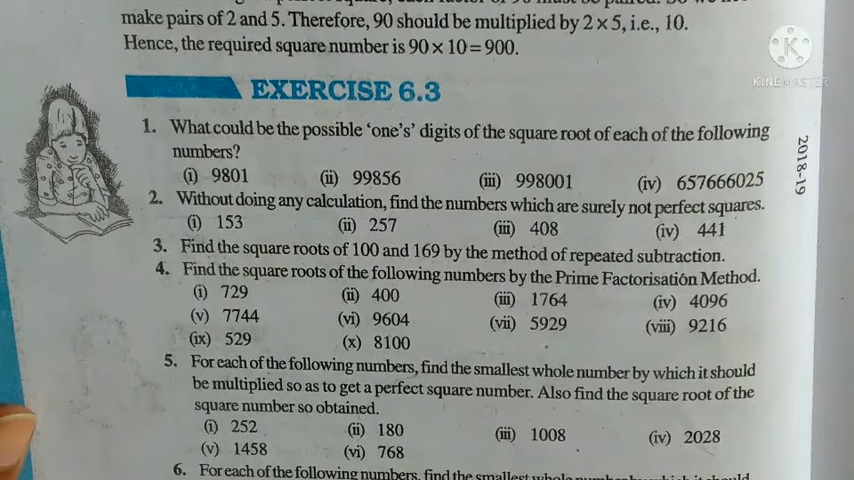 make pairs of 2 and 5. Therefore, 90 should be multiplied by 2 × 5, i.e., 10.
Hence, the required square number is 90 × 10 = 900.
K
KINEMASTER
EXERCISE 6.3
1. What could be the possible ‘one’s’ digits of the square root of each of the following
numbers?
(i) 9801 (ii) 99856 (iii) 998001 (iv) 657666025
2. Without doing any calculation, find the numbers which are surely not perfect squares.
(i) 153 (ii) 257 (iii) 408 (iv) 441
3. Find the square roots of 100 and 169 by the method of repeated subtraction.
4. Find the square roots of the following numbers by the Prime Factorisation Method.
(i) 729 (ii) 400 (iii) 1764 (iv) 4096
(v) 7744 (vi) 9604 (vii) 5929 (viii) 9216
(ix) 529 (x) 8100
5. For each of the following numbers, find the smallest whole number by which it should
be multiplied so as to get a perfect square number. Also find the square root of the
square number so obtained.
(i) 252 (ii) 180 (iii) 1008 (iv) 2028
(v) 1458 (vi) 768
6. For each of the following numbers, find the smallest whole number by which it should
2018-19